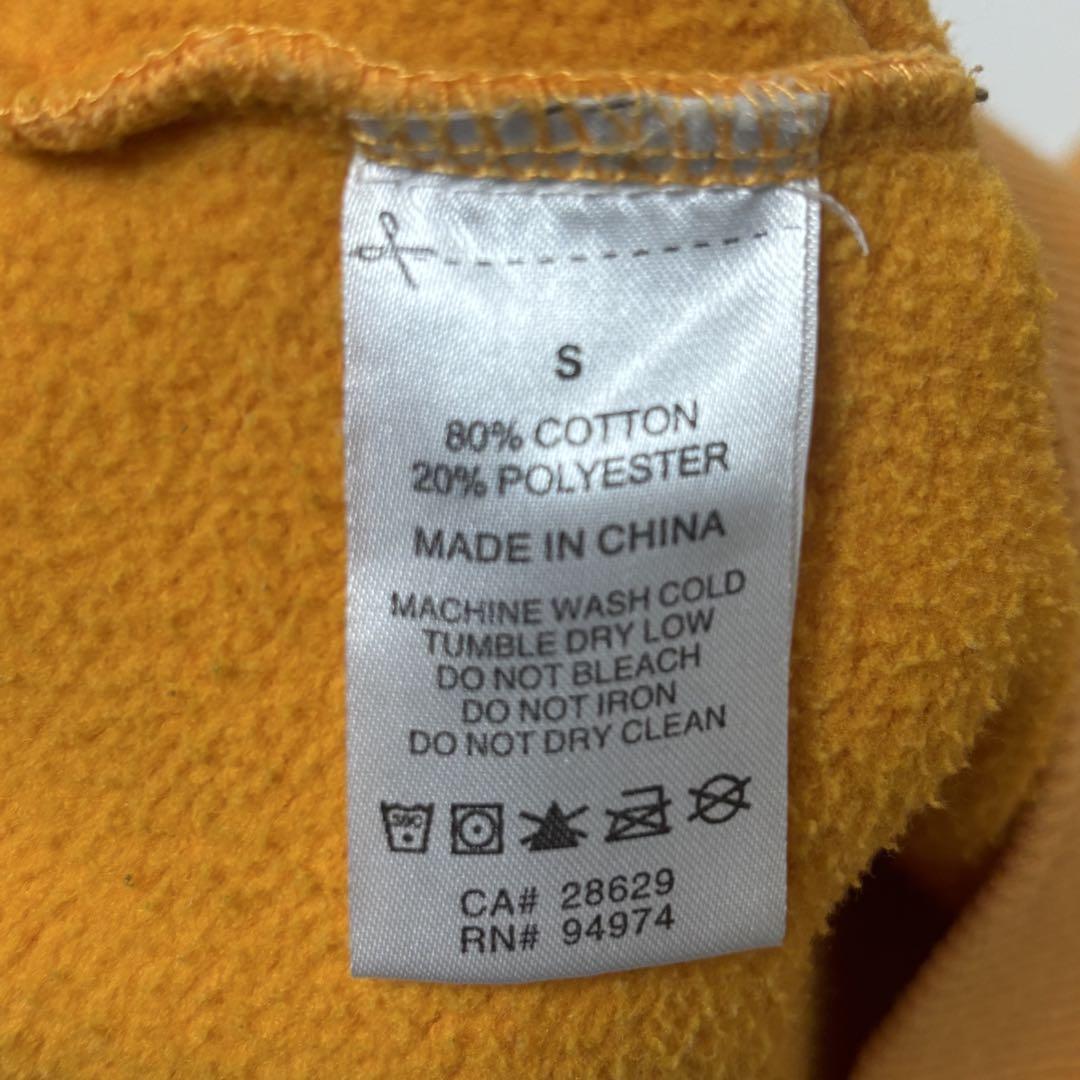 S
80% COTTON
20% POLYESTER
MADE IN CHINA
MACHINE WASH COLD
TUMBLE DRY LOW
DO NOT BLEACH
DO NOT IRON
DO NOT DRY CLEAN
CA# 28629
RN# 94974